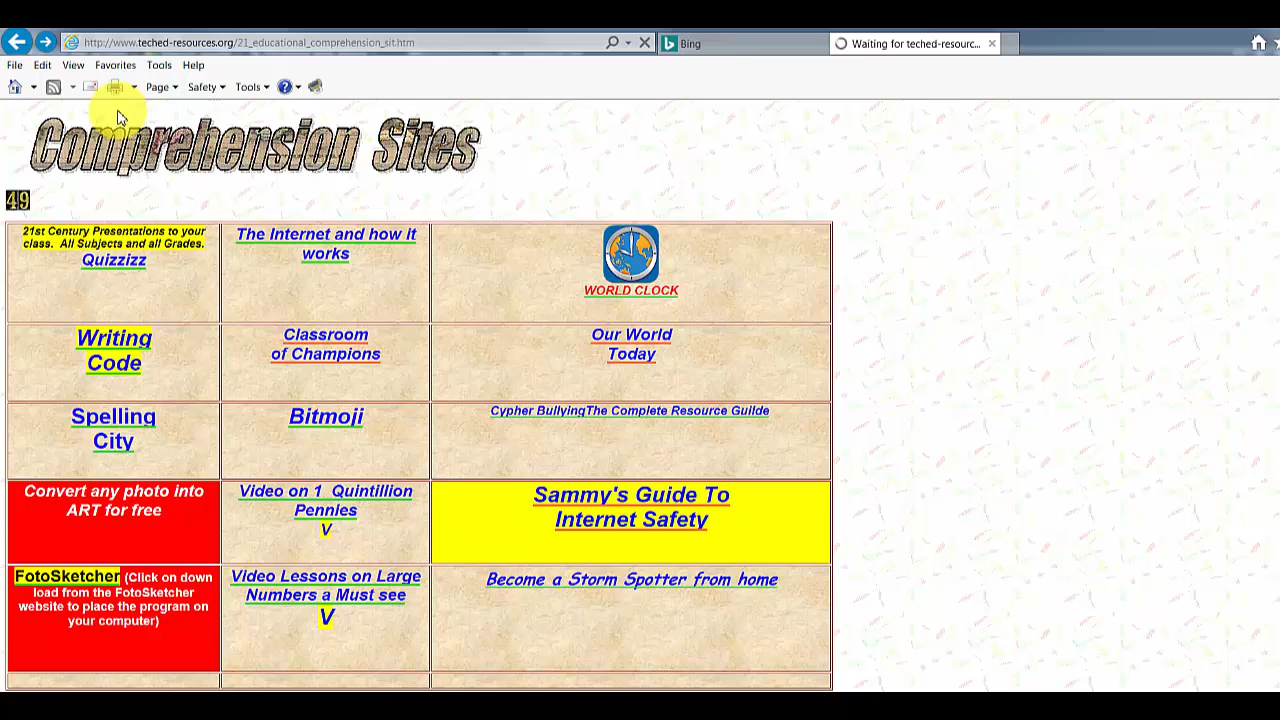 http://www.teched-resources.org/21_educational_comprehension_sit.htm
Bing
Waiting for teched-resourc...
File Edit View Favorites Tools Help
Page Safety Tools
Comprehension Sites
49
21st Century Presentations to your
class. All Subjects and all Grades.
Quizzizz
The Internet and how it
works
WORLD CLOCK
Writing
Code
Classroom
of Champions
Our World
Today
Spelling
City
Bitmoji
Cypher BullyingThe Complete Resource Guilde
Convert any photo into
ART for free
Video on 1 Quintillion
Pennies
V
Sammy's Guide To
Internet Safety
FotoSketcher (Click on down
load from the FotoSketcher
website to place the program on
your computer)
Video Lessons on Large
Numbers a Must see
V
Become a Storm Spotter from home